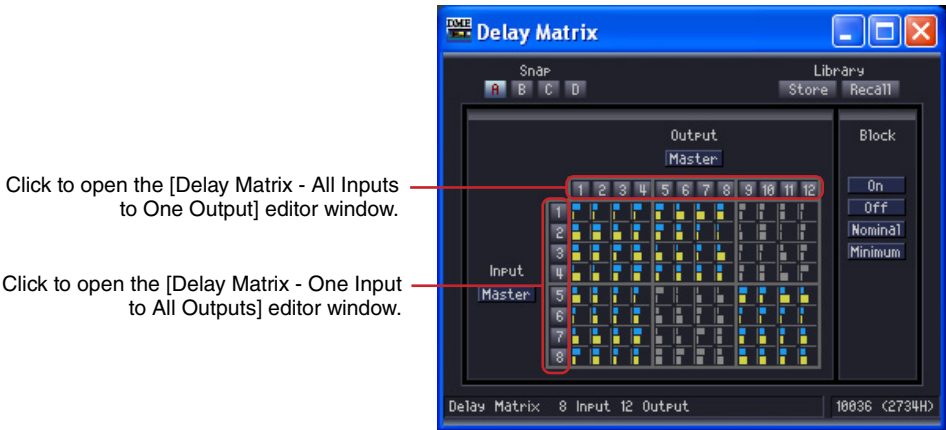 DME Delay Matrix
Snap
Library
A B C D
Store Recall
Output
Block
Master
Click to open the [Delay Matrix - All Inputs
to One Output] editor window.
1 2 3 4 5 6 7 8 9 10 11 12
On
Off
Nominal
Minimum
1
2
3
4
5
6
7
8
Input
Master
Click to open the [Delay Matrix - One Input
to All Outputs] editor window.
Delay Matrix 8 Input 12 Output
10036 (2734H)